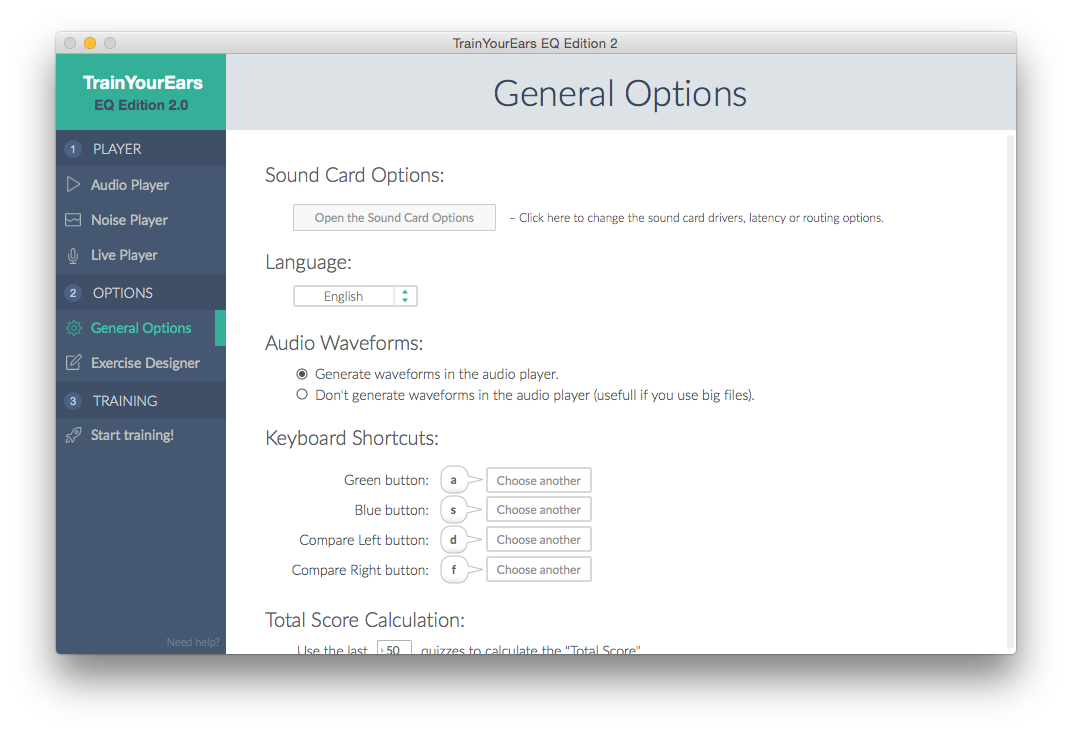 TrainYourEars EQ Edition 2
TrainYourEars
EQ Edition 2.0
General Options
1 PLAYER
Audio Player
Noise Player
Live Player
2 OPTIONS
General Options
Exercise Designer
3 TRAINING
Start training!
Need help?
Sound Card Options:
Open the Sound Card Options – Click here to change the sound card drivers, latency or routing options.
Language:
English
Audio Waveforms:
Generate waveforms in the audio player.
Don't generate waveforms in the audio player (usefull if you use big files).
Keyboard Shortcuts:
Green button: a Choose another
Blue button: s Choose another
Compare Left button: d Choose another
Compare Right button: f Choose another
Total Score Calculation:
Use the last 50 quizzes to calculate the "Total Score"